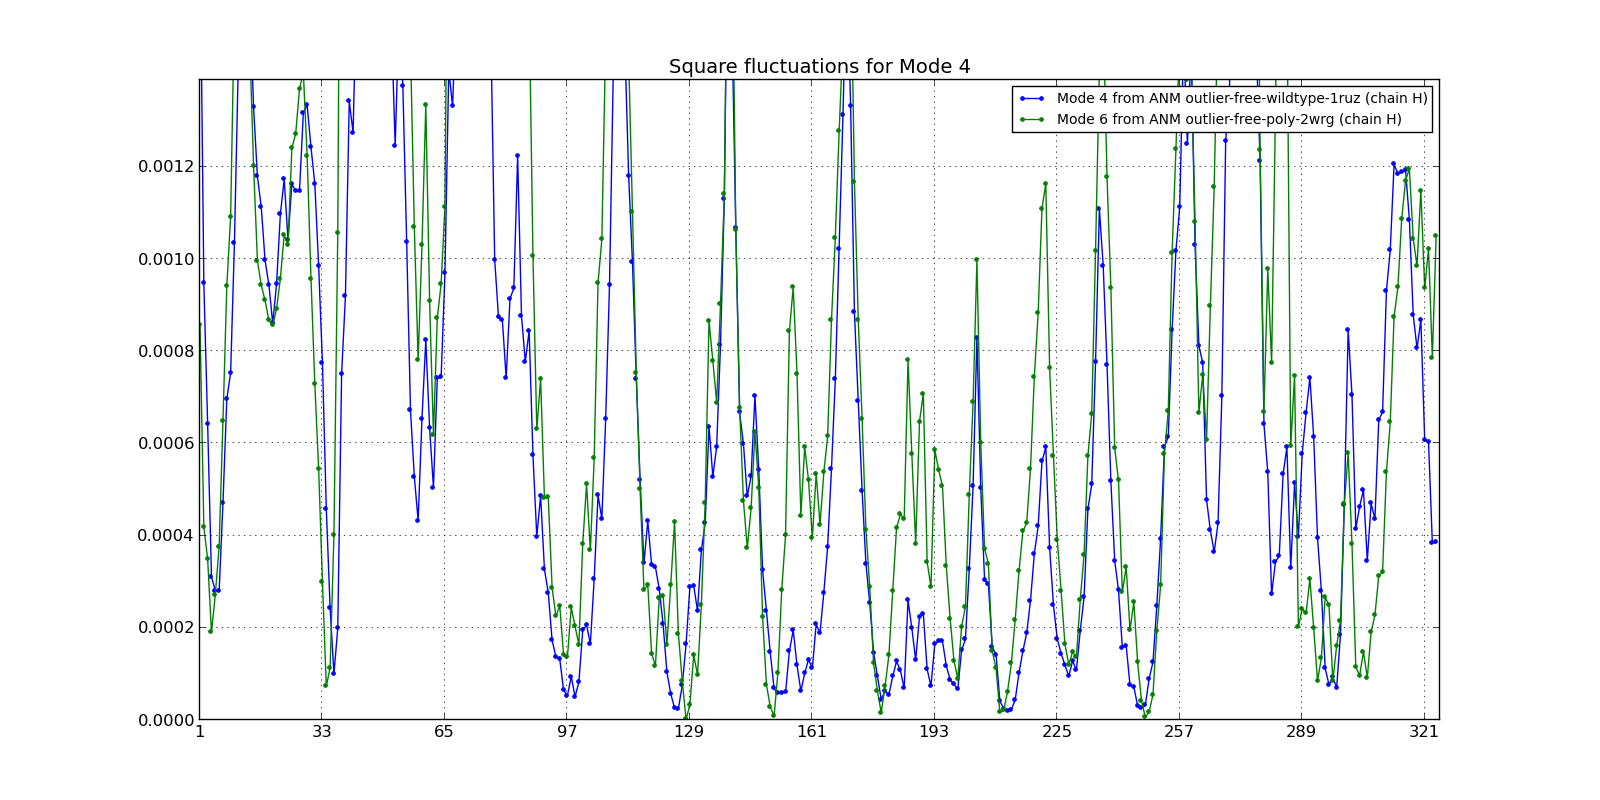 Square fluctuations for Mode 4
Mode 4 from ANM outlier-free-wildtype-1ruz (chain H)
Mode 6 from ANM outlier-free-poly-2wrg (chain H)
0.0012
0.0010
0.0008
0.0006
0.0004
0.0002
0.0000
1 33 65 97 129 161 193 225 257 289 321